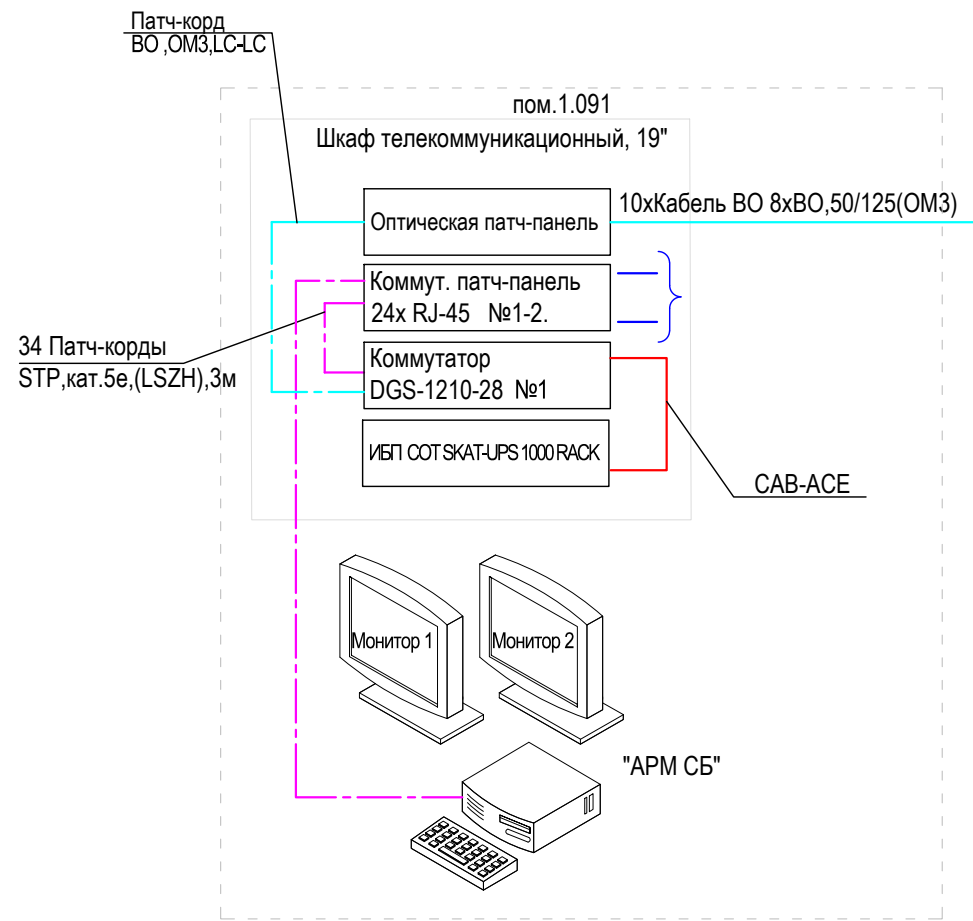 Патч-корд
ВО ,ОМ3,LC-LC
пом.1.091
Шкаф телекоммуникационный, 19"
Оптическая патч-панель
10хКабель ВО 8хВО,50/125(ОМ3)
Коммут. патч-панель
24х RJ-45 №1-2.
34 Патч-корды
STP,кат.5е,(LSZH),3м
Коммутатор
DGS-1210-28 №1
ИБП СОТ SKAT-UPS 1000 RACK
CAB-ACE
Монитор 1
Монитор 2
"АРМ СБ"